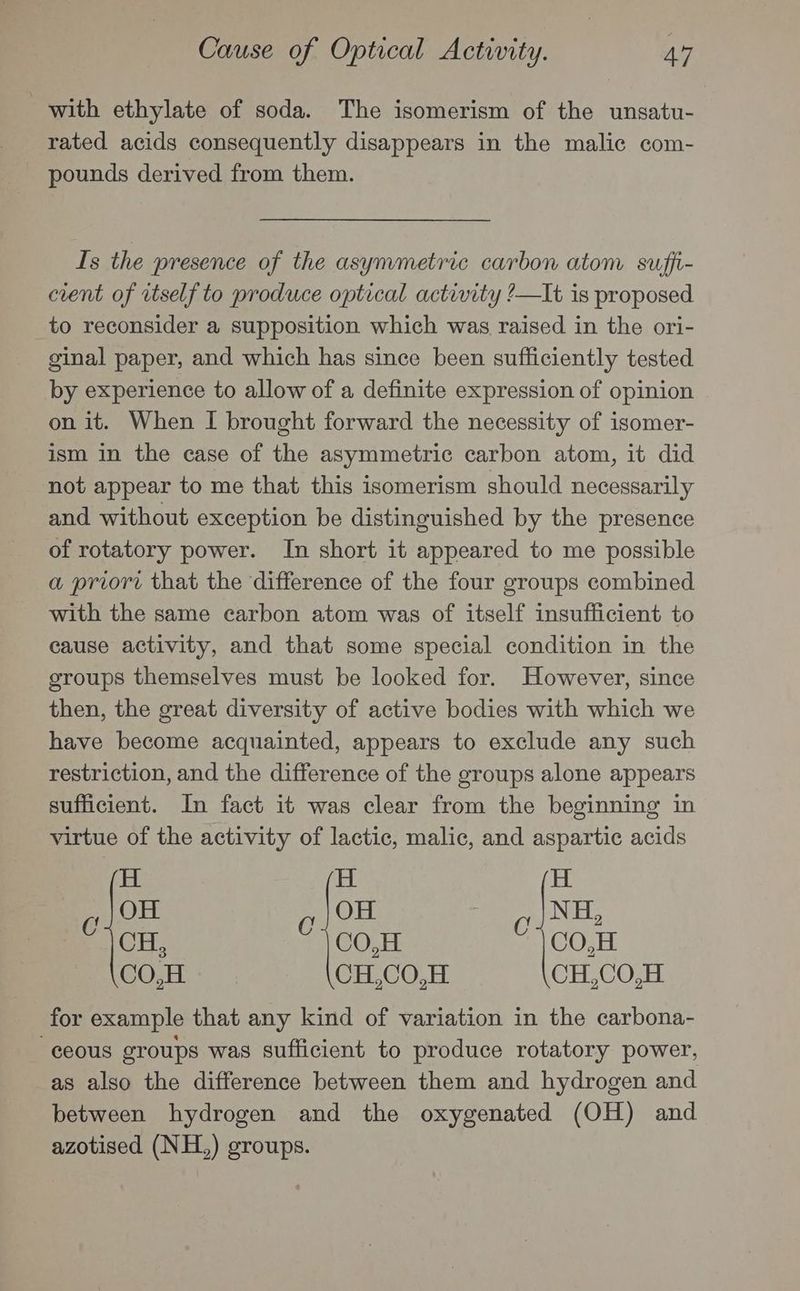 Cause of Optical Activity. 47
with ethylate of soda. The isomerism of the unsatu-
rated acids consequently disappears in the malic com-
pounds derived from them.
Is the presence of the asymmetric carbon atom suffi-
cient of itself to produce optical activity?—It is proposed
to reconsider a supposition which was raised in the ori-
ginal paper, and which has since been sufficiently tested
by experience to allow of a definite expression of opinion
on it. When I brought forward the necessity of isomer-
ism in the case of the asymmetric carbon atom, it did
not appear to me that this isomerism should necessarily
and without exception be distinguished by the presence
of rotatory power. In short it appeared to me possible
a priori that the difference of the four groups combined
with the same carbon atom was of itself insufficient to
cause activity, and that some special condition in the
groups themselves must be looked for. However, since
then, the great diversity of active bodies with which we
have become acquainted, appears to exclude any such
restriction, and the difference of the groups alone appears
sufficient. In fact it was clear from the beginning in
virtue of the activity of lactic, malic, and aspartic acids
H H H
C OH C OH C NH₂
CH₃ CO₂H CO₂H
CO₂H CH₂CO₂H CH₂CO₂H
for example that any kind of variation in the carbona-
ceous groups was sufficient to produce rotatory power,
as also the difference between them and hydrogen and
between hydrogen and the oxygenated (OH) and
azotised (NH₂) groups.